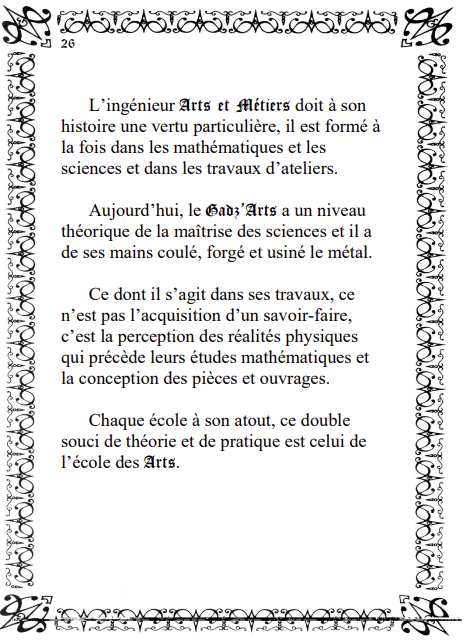 26
L'ingénieur Arts et Métiers doit à son
histoire une vertu particulière, il est formé à
la fois dans les mathématiques et les
sciences et dans les travaux d'ateliers.
Aujourd'hui, le Gadz'Arts a un niveau
théorique de la maîtrise des sciences et il a
de ses mains coulé, forgé et usiné le métal.
Ce dont il s'agit dans ses travaux, ce
n'est pas l'acquisition d'un savoir-faire,
c'est la perception des réalités physiques
qui précède leurs études mathématiques et
la conception des pièces et ouvrages.
Chaque école à son atout, ce double
souci de théorie et de pratique est celui de
l'école des Arts.